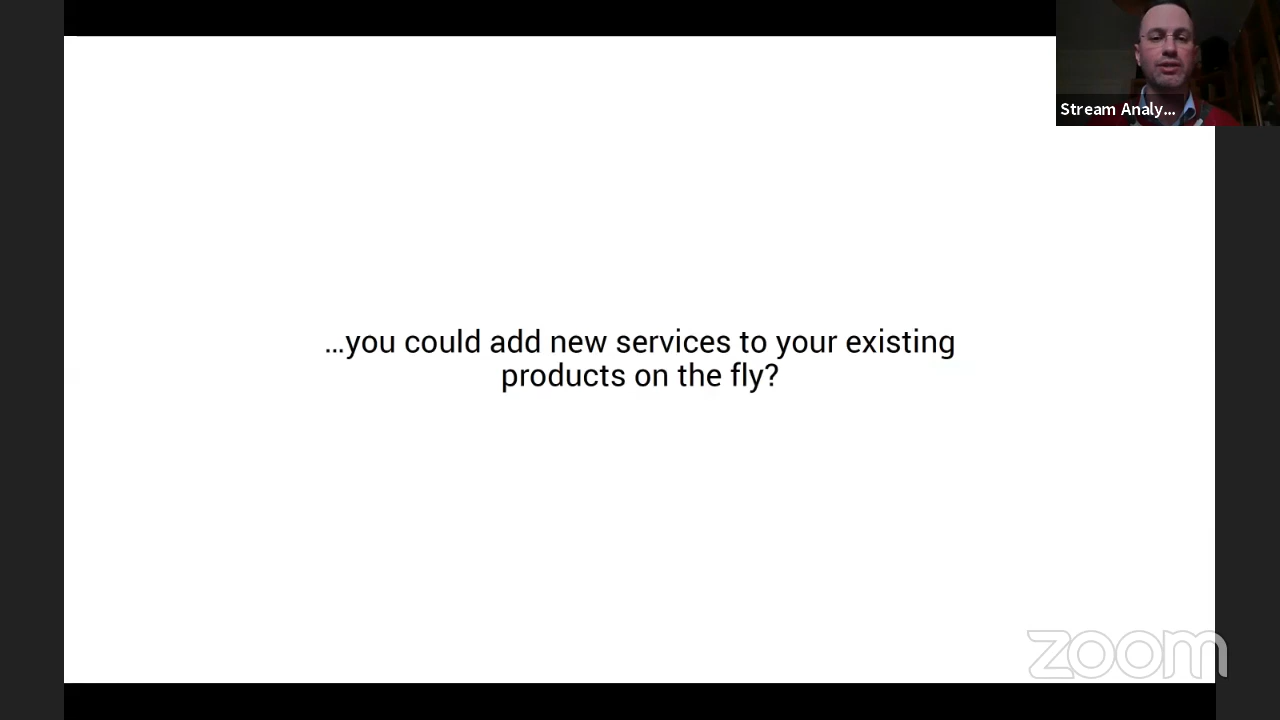 Stream Analy...
...you could add new services to your existing
products on the fly?
zoom